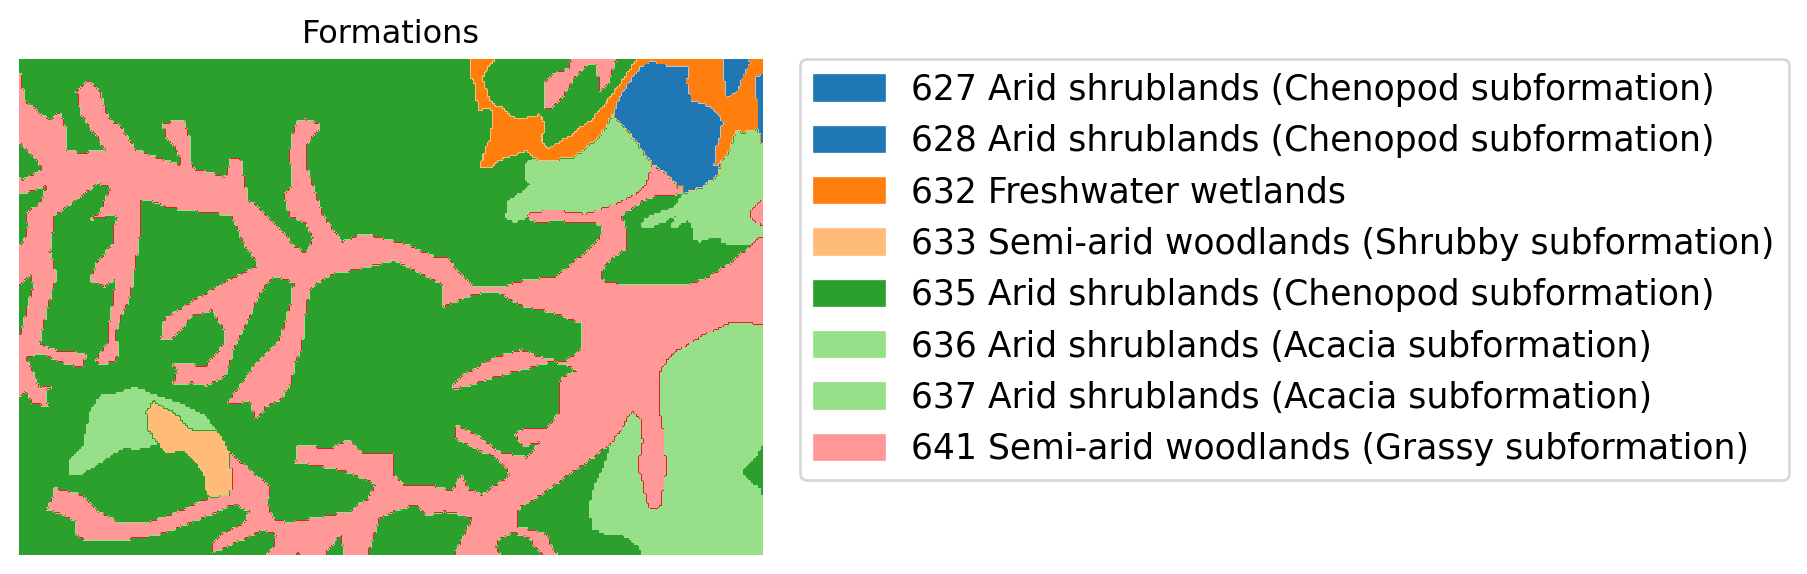 Formations
627 Arid shrublands (Chenopod subformation)
628 Arid shrublands (Chenopod subformation)
632 Freshwater wetlands
633 Semi-arid woodlands (Shrubby subformation)
635 Arid shrublands (Chenopod subformation)
636 Arid shrublands (Acacia subformation)
637 Arid shrublands (Acacia subformation)
641 Semi-arid woodlands (Grassy subformation)